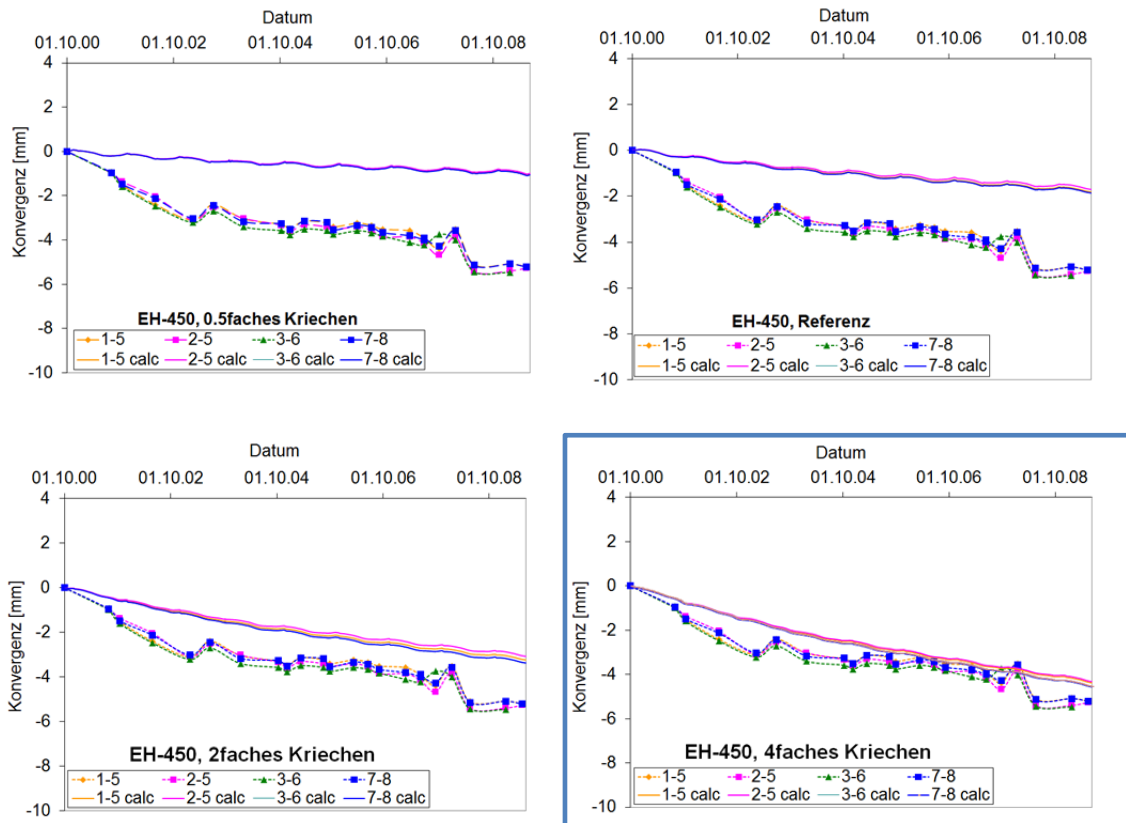 Datum
01.10.00 01.10.02 01.10.04 01.10.06 01.10.08
4
2
0
-2
-4
-6
-8
-10
Konvergenz [mm]
EH-450, 0.5faches Kriechen
1-5 2-5 3-6 7-8
1-5 calc 2-5 calc 3-6 calc 7-8 calc
Datum
01.10.00 01.10.02 01.10.04 01.10.06 01.10.08
4
2
0
-2
-4
-6
-8
-10
Konvergenz [mm]
EH-450, Referenz
1-5 2-5 3-6 7-8
1-5 calc 2-5 calc 3-6 calc 7-8 calc
Datum
01.10.00 01.10.02 01.10.04 01.10.06 01.10.08
4
2
0
-2
-4
-6
-8
-10
Konvergenz [mm]
EH-450, 2faches Kriechen
1-5 2-5 3-6 7-8
1-5 calc 2-5 calc 3-6 calc 7-8 calc
Datum
01.10.00 01.10.02 01.10.04 01.10.06 01.10.08
4
2
0
-2
-4
-6
-8
-10
Konvergenz [mm]
EH-450, 4faches Kriechen
1-5 2-5 3-6 7-8
1-5 calc 2-5 calc 3-6 calc 7-8 calc